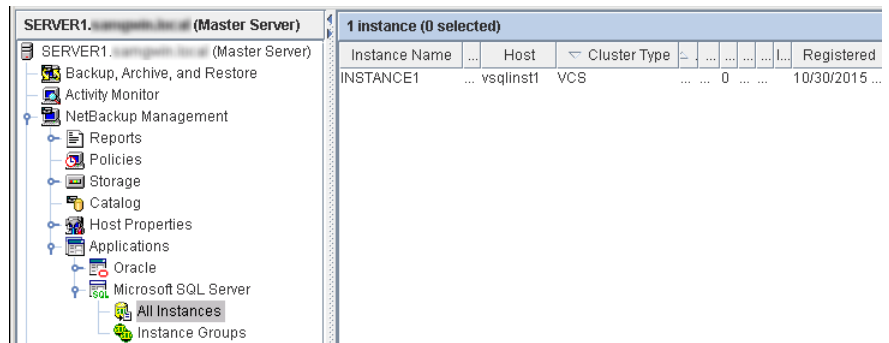 SERVER1. (Master Server)
1 instance (0 selected)
SERVER1. (Master Server)
Backup, Archive, and Restore
Activity Monitor
NetBackup Management
Reports
Policies
Storage
Catalog
Host Properties
Applications
Oracle
Microsoft SQL Server
All Instances
Instance Groups
Instance Name ... Host Cluster Type . ... ... ... ... I... Registered
INSTANCE1 ... vsqlinst1 VCS ... ... 0 ... ... 10/30/2015 ...